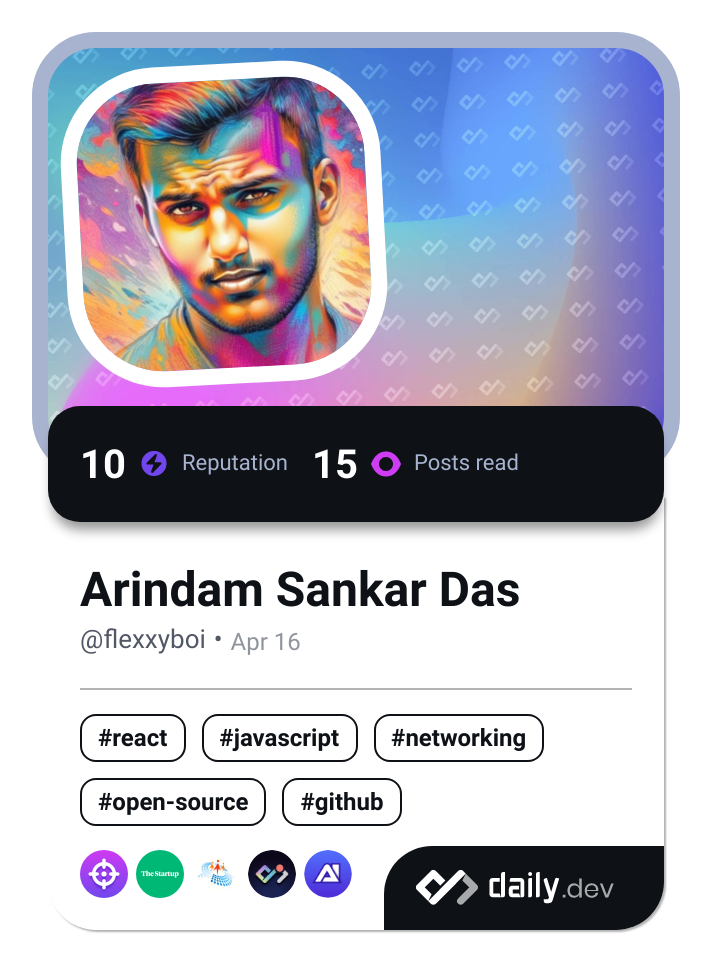 10 Reputation 15 Posts read
Arindam Sankar Das
@flexxyboi • Apr 16
#react #javascript #networking
#open-source #github
The Startup
daily.dev